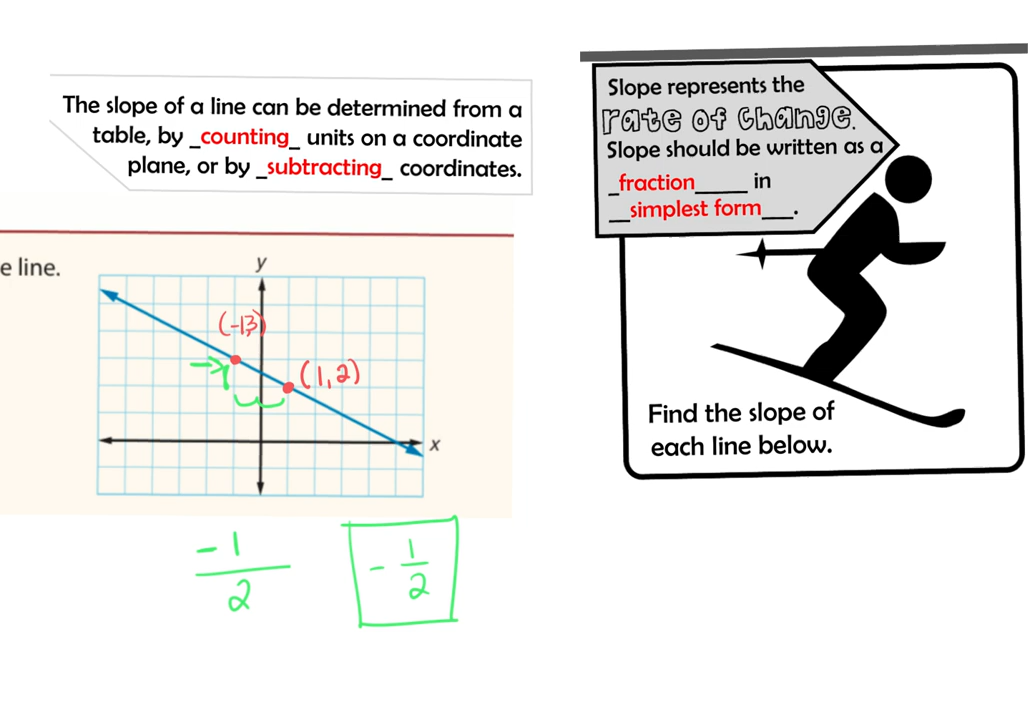 The slope of a line can be determined from a
table, by _counting_ units on a coordinate
plane, or by _subtracting_ coordinates.
Slope represents the
rate of change.
Slope should be written as a
_fraction_____ in
__simplest form___.
e line.
y
(-1,3)
(1,2)
x
-1
2
- 1
2
Find the slope of
each line below.